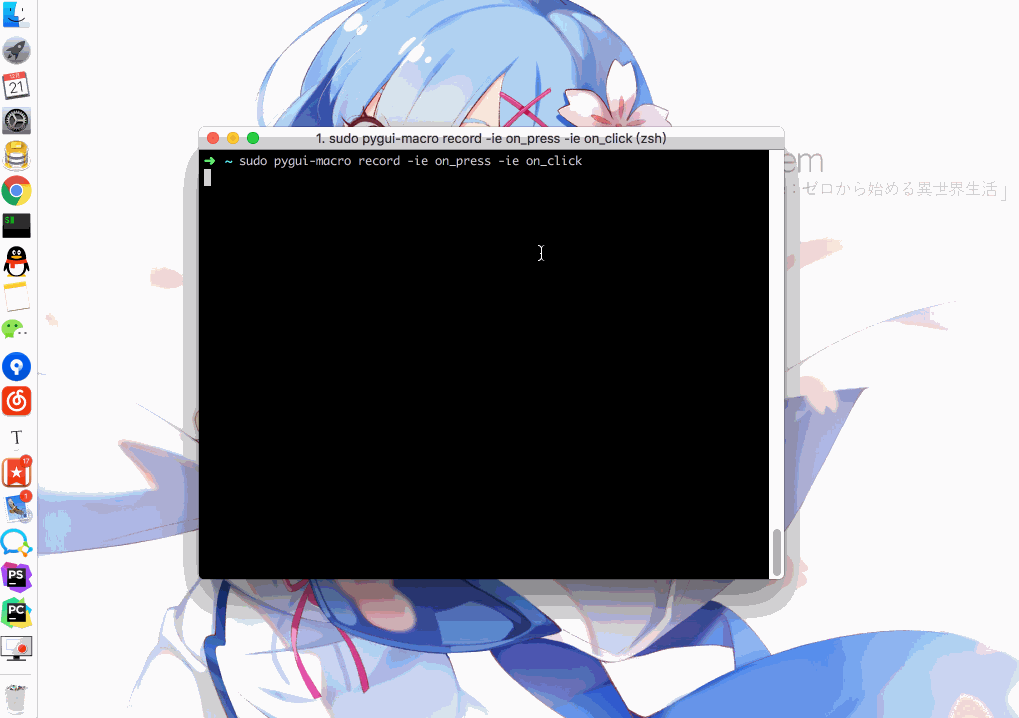 1. sudo pygui-macro record -ie on_press -ie on_click (zsh)
➜ ~ sudo pygui-macro record -ie on_press -ie on_click
em
：ゼロから始める異世界生活」
21
$
T
17
1
PS
PC